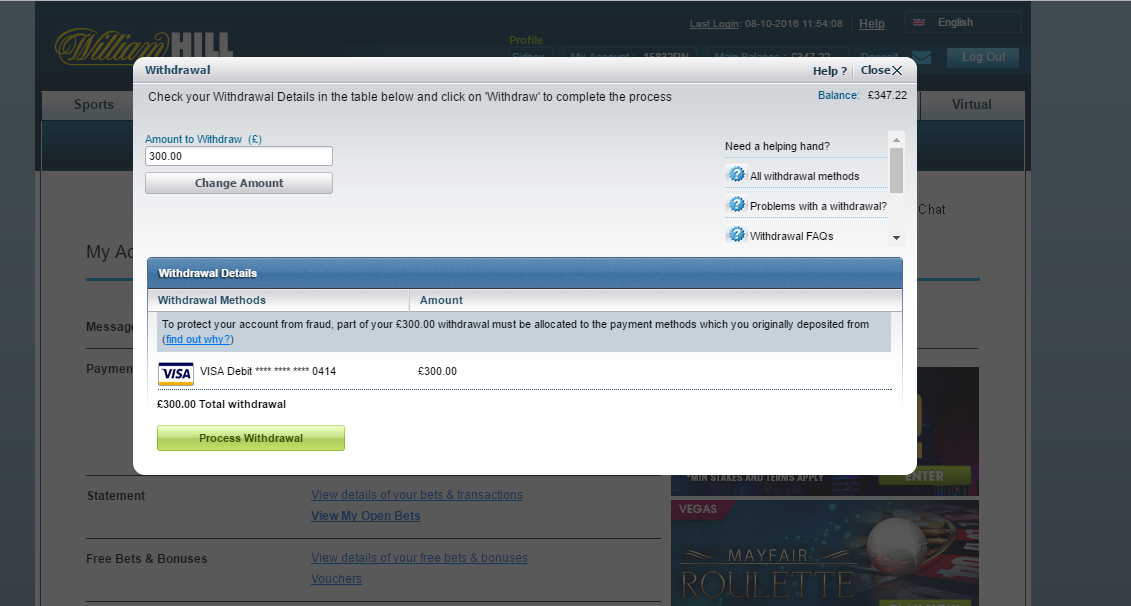 Last Login: 08-10-2016 11:54:08
Help
English
William HILL
Profile
Log Out
Sports
Virtual
Withdrawal
Help ?
Close X
Check your Withdrawal Details in the table below and click on 'Withdraw' to complete the process
Balance: £347.22
Amount to Withdraw (£)
300.00
Change Amount
Need a helping hand?
All withdrawal methods
Problems with a withdrawal?
Withdrawal FAQs
Chat
My Ac
Withdrawal Details
Withdrawal Methods
Amount
Messag
To protect your account from fraud, part of your £300.00 withdrawal must be allocated to the payment methods which you originally deposited from
(find out why?)
Paymen
VISA
VISA Debit **** **** **** 0414
£300.00
£300.00 Total withdrawal
Process Withdrawal
*MIN STAKES AND TERMS APPLY
ENTER
Statement
View details of your bets & transactions
View My Open Bets
VEGAS
MAYFAIR
ROULETTE
Free Bets & Bonuses
View details of your free bets & bonuses
Vouchers